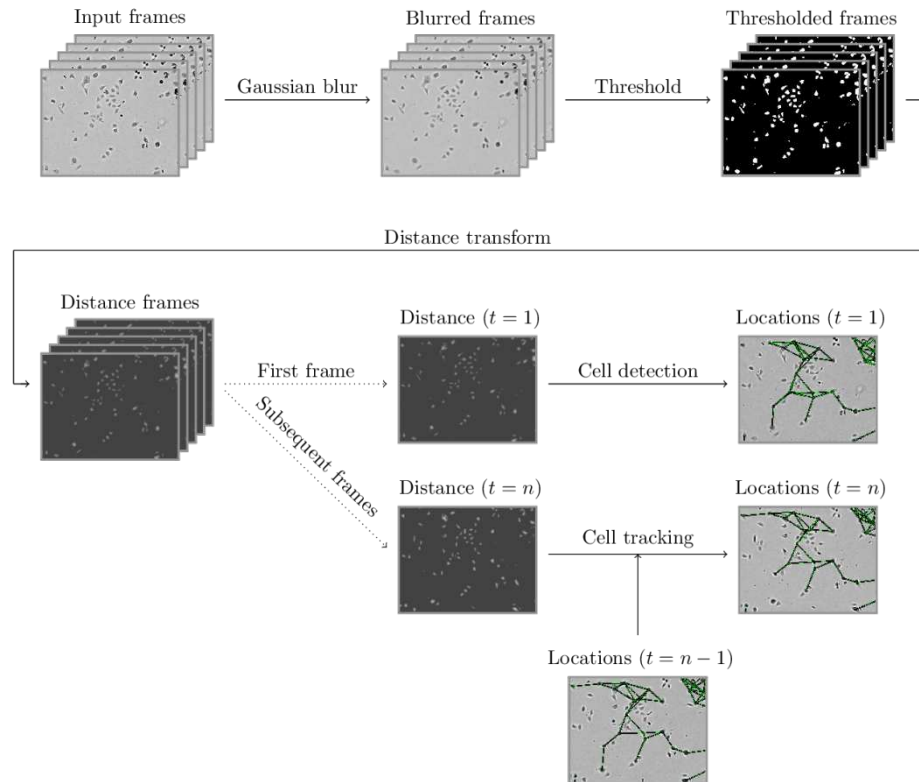 Input frames
Blurred frames
Thresholded frames
Gaussian blur
Threshold
Distance transform
Distance frames
Distance (t = 1)
Locations (t = 1)
First frame
Cell detection
Subsequent frames
Distance (t = n)
Locations (t = n)
Cell tracking
Locations (t = n − 1)